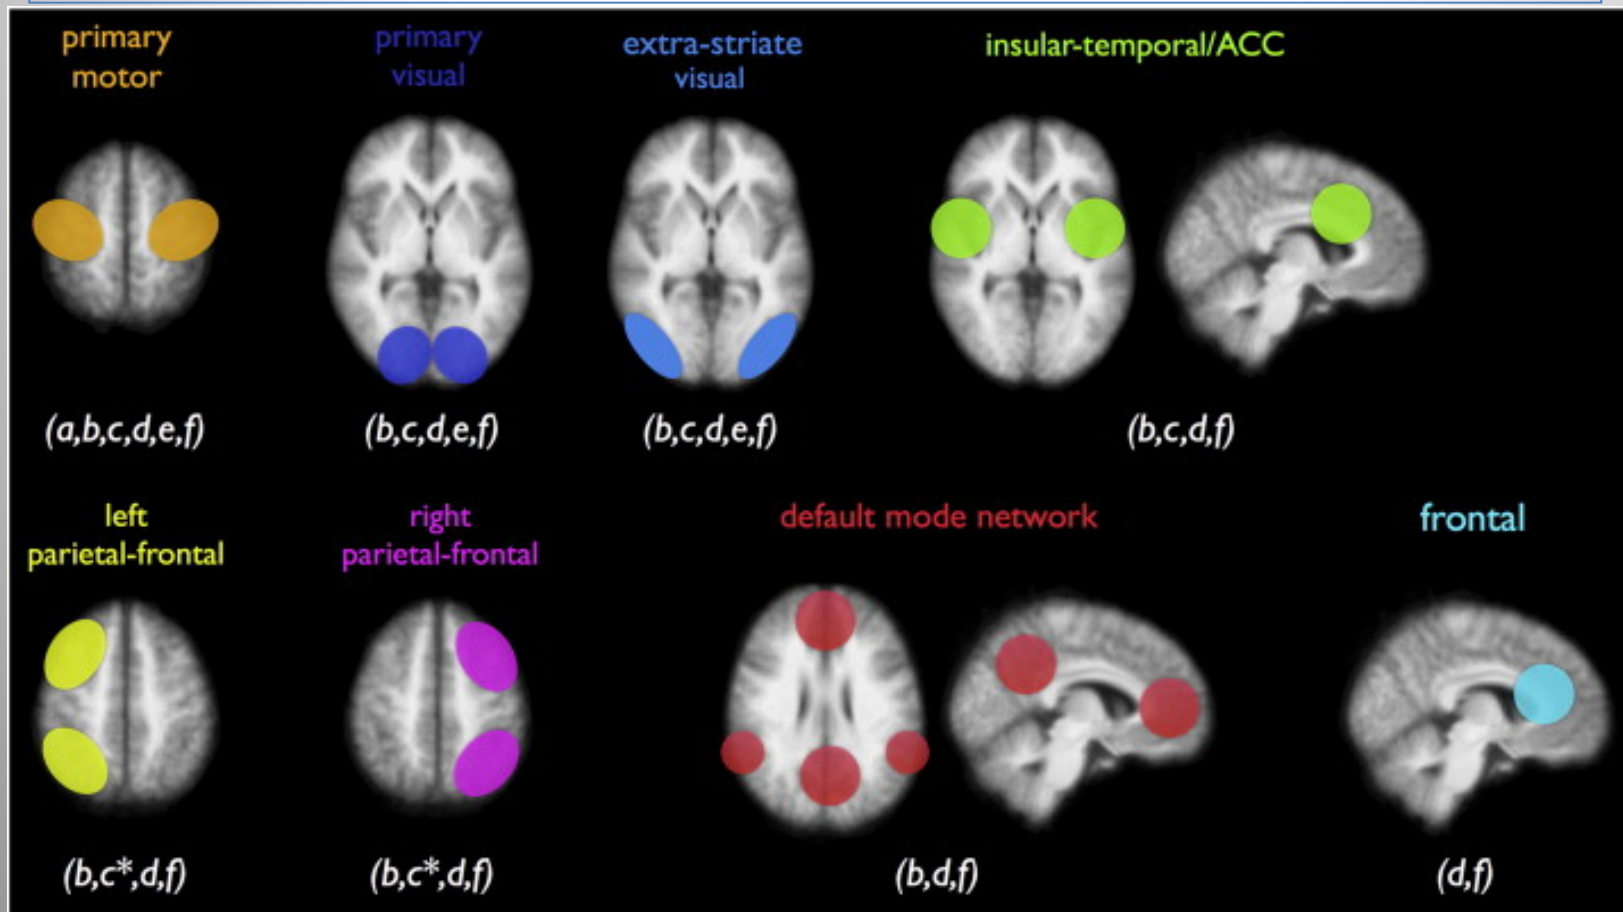 primary
motor
primary
visual
extra-striate
visual
insular-temporal/ACC
(a,b,c,d,e,f)
(b,c,d,e,f)
(b,c,d,e,f)
(b,c,d,f)
left
parietal-frontal
right
parietal-frontal
default mode network
frontal
(b,c*,d,f)
(b,c*,d,f)
(b,d,f)
(d,f)